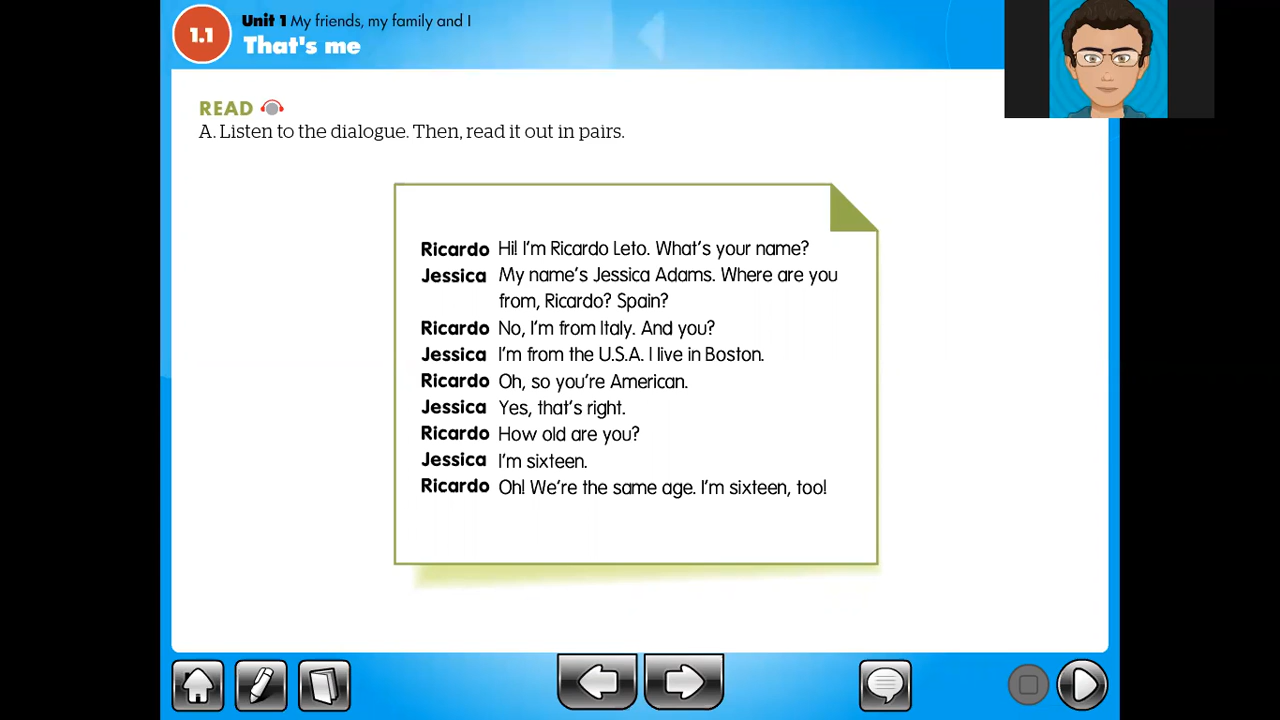 1.1
Unit 1 My friends, my family and I
That's me
READ
A. Listen to the dialogue. Then, read it out in pairs.
Ricardo Hi! I'm Ricardo Leto. What's your name?
Jessica My name's Jessica Adams. Where are you
from, Ricardo? Spain?
Ricardo No, I'm from Italy. And you?
Jessica I'm from the U.S.A. I live in Boston.
Ricardo Oh, so you're American.
Jessica Yes, that's right.
Ricardo How old are you?
Jessica I'm sixteen.
Ricardo Oh! We're the same age. I'm sixteen, too!